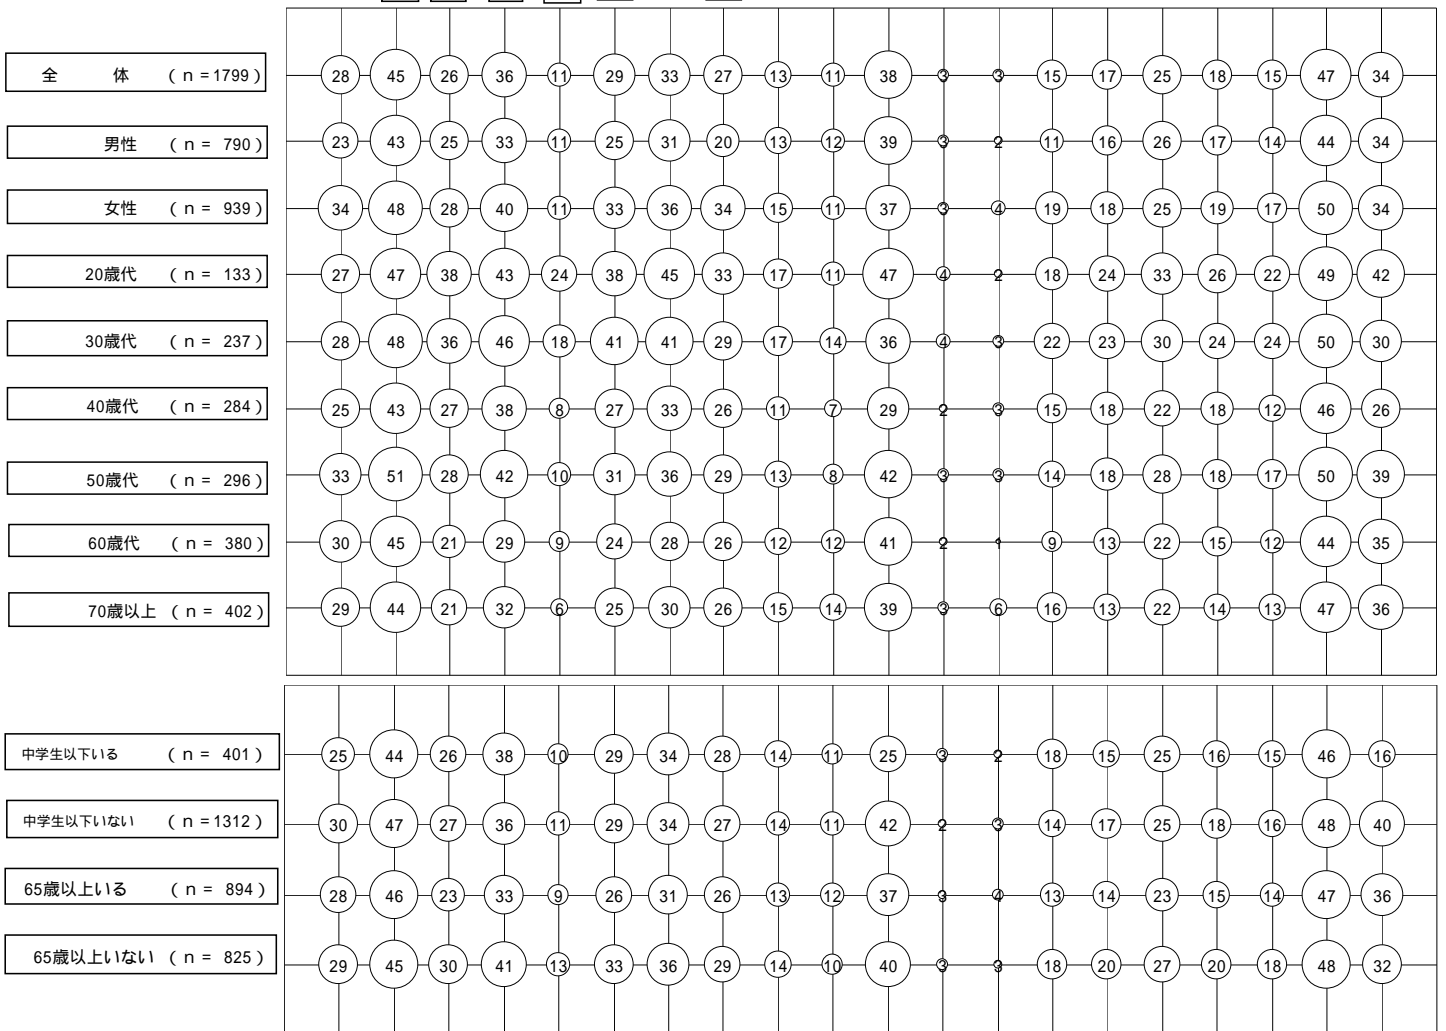 全 体 ( n =1799 ) 28 45 26 36 11 29 33 27 13 11 38 3 3 15 17 25 18 15 47 34
男性 ( n = 790 ) 23 43 25 33 11 25 31 20 13 12 39 3 2 11 16 26 17 14 44 34
女性 ( n = 939 ) 34 48 28 40 11 33 36 34 15 11 37 3 4 19 18 25 19 17 50 34
20歳代 ( n = 133 ) 27 47 38 43 24 38 45 33 17 11 47 4 2 18 24 33 26 22 49 42
30歳代 ( n = 237 ) 28 48 36 46 18 41 41 29 17 14 36 4 3 22 23 30 24 24 50 30
40歳代 ( n = 284 ) 25 43 27 38 8 27 33 26 11 7 29 2 3 15 18 22 18 12 46 26
50歳代 ( n = 296 ) 33 51 28 42 10 31 36 29 13 8 42 3 3 14 18 28 18 17 50 39
60歳代 ( n = 380 ) 30 45 21 29 9 24 28 26 12 12 41 2 1 9 13 22 15 12 44 35
70歳以上 ( n = 402 ) 29 44 21 32 6 25 30 26 15 14 39 3 6 16 13 22 14 13 47 36
中学生以下いる ( n = 401 ) 25 44 26 38 10 29 34 28 14 11 25 3 2 18 15 25 16 15 46 16
中学生以下いない ( n =1312 ) 30 47 27 36 11 29 34 27 14 11 42 2 3 14 17 25 18 16 48 40
65歳以上いる ( n = 894 ) 28 46 23 33 9 26 31 26 13 12 37 3 4 13 14 23 15 14 47 36
65歳以上いない ( n = 825 ) 29 45 30 41 13 33 36 29 14 10 40 3 3 18 20 27 20 18 48 32